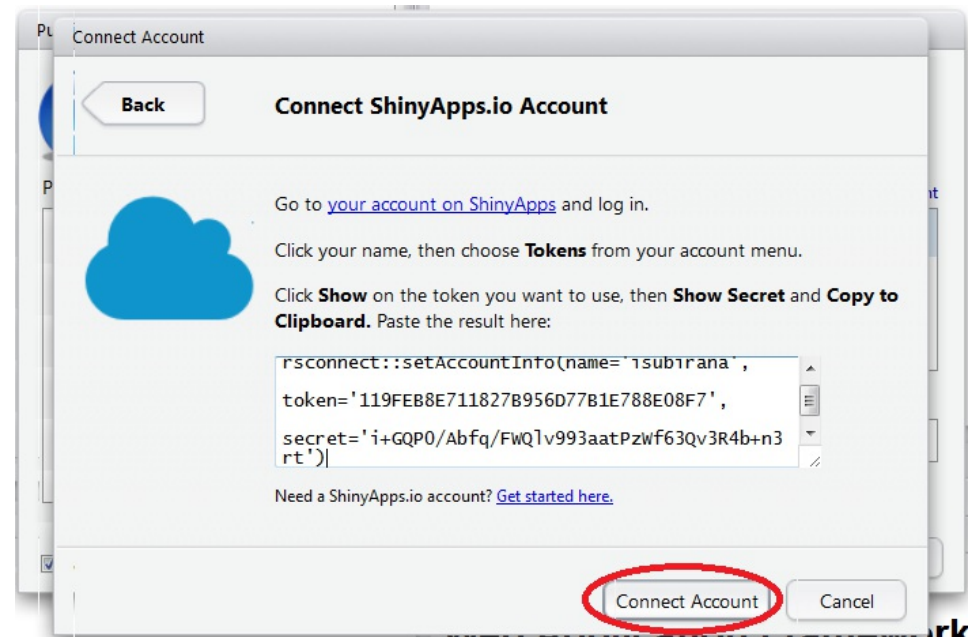 Pu
Connect Account
Back
Connect ShinyApps.io Account
P
nt
Go to your account on ShinyApps and log in.
Click your name, then choose Tokens from your account menu.
Click Show on the token you want to use, then Show Secret and Copy to
Clipboard. Paste the result here:
rsconnect::setAccountInfo(name='isubirana',
token='119FEB8E711827B956D77B1E788E08F7',
secret='i+GQP0/Abfq/FWQlv993aatPzWf63Qv3R4b+n3
rt')
Need a ShinyApps.io account? Get started here.
Connect Account
Cancel